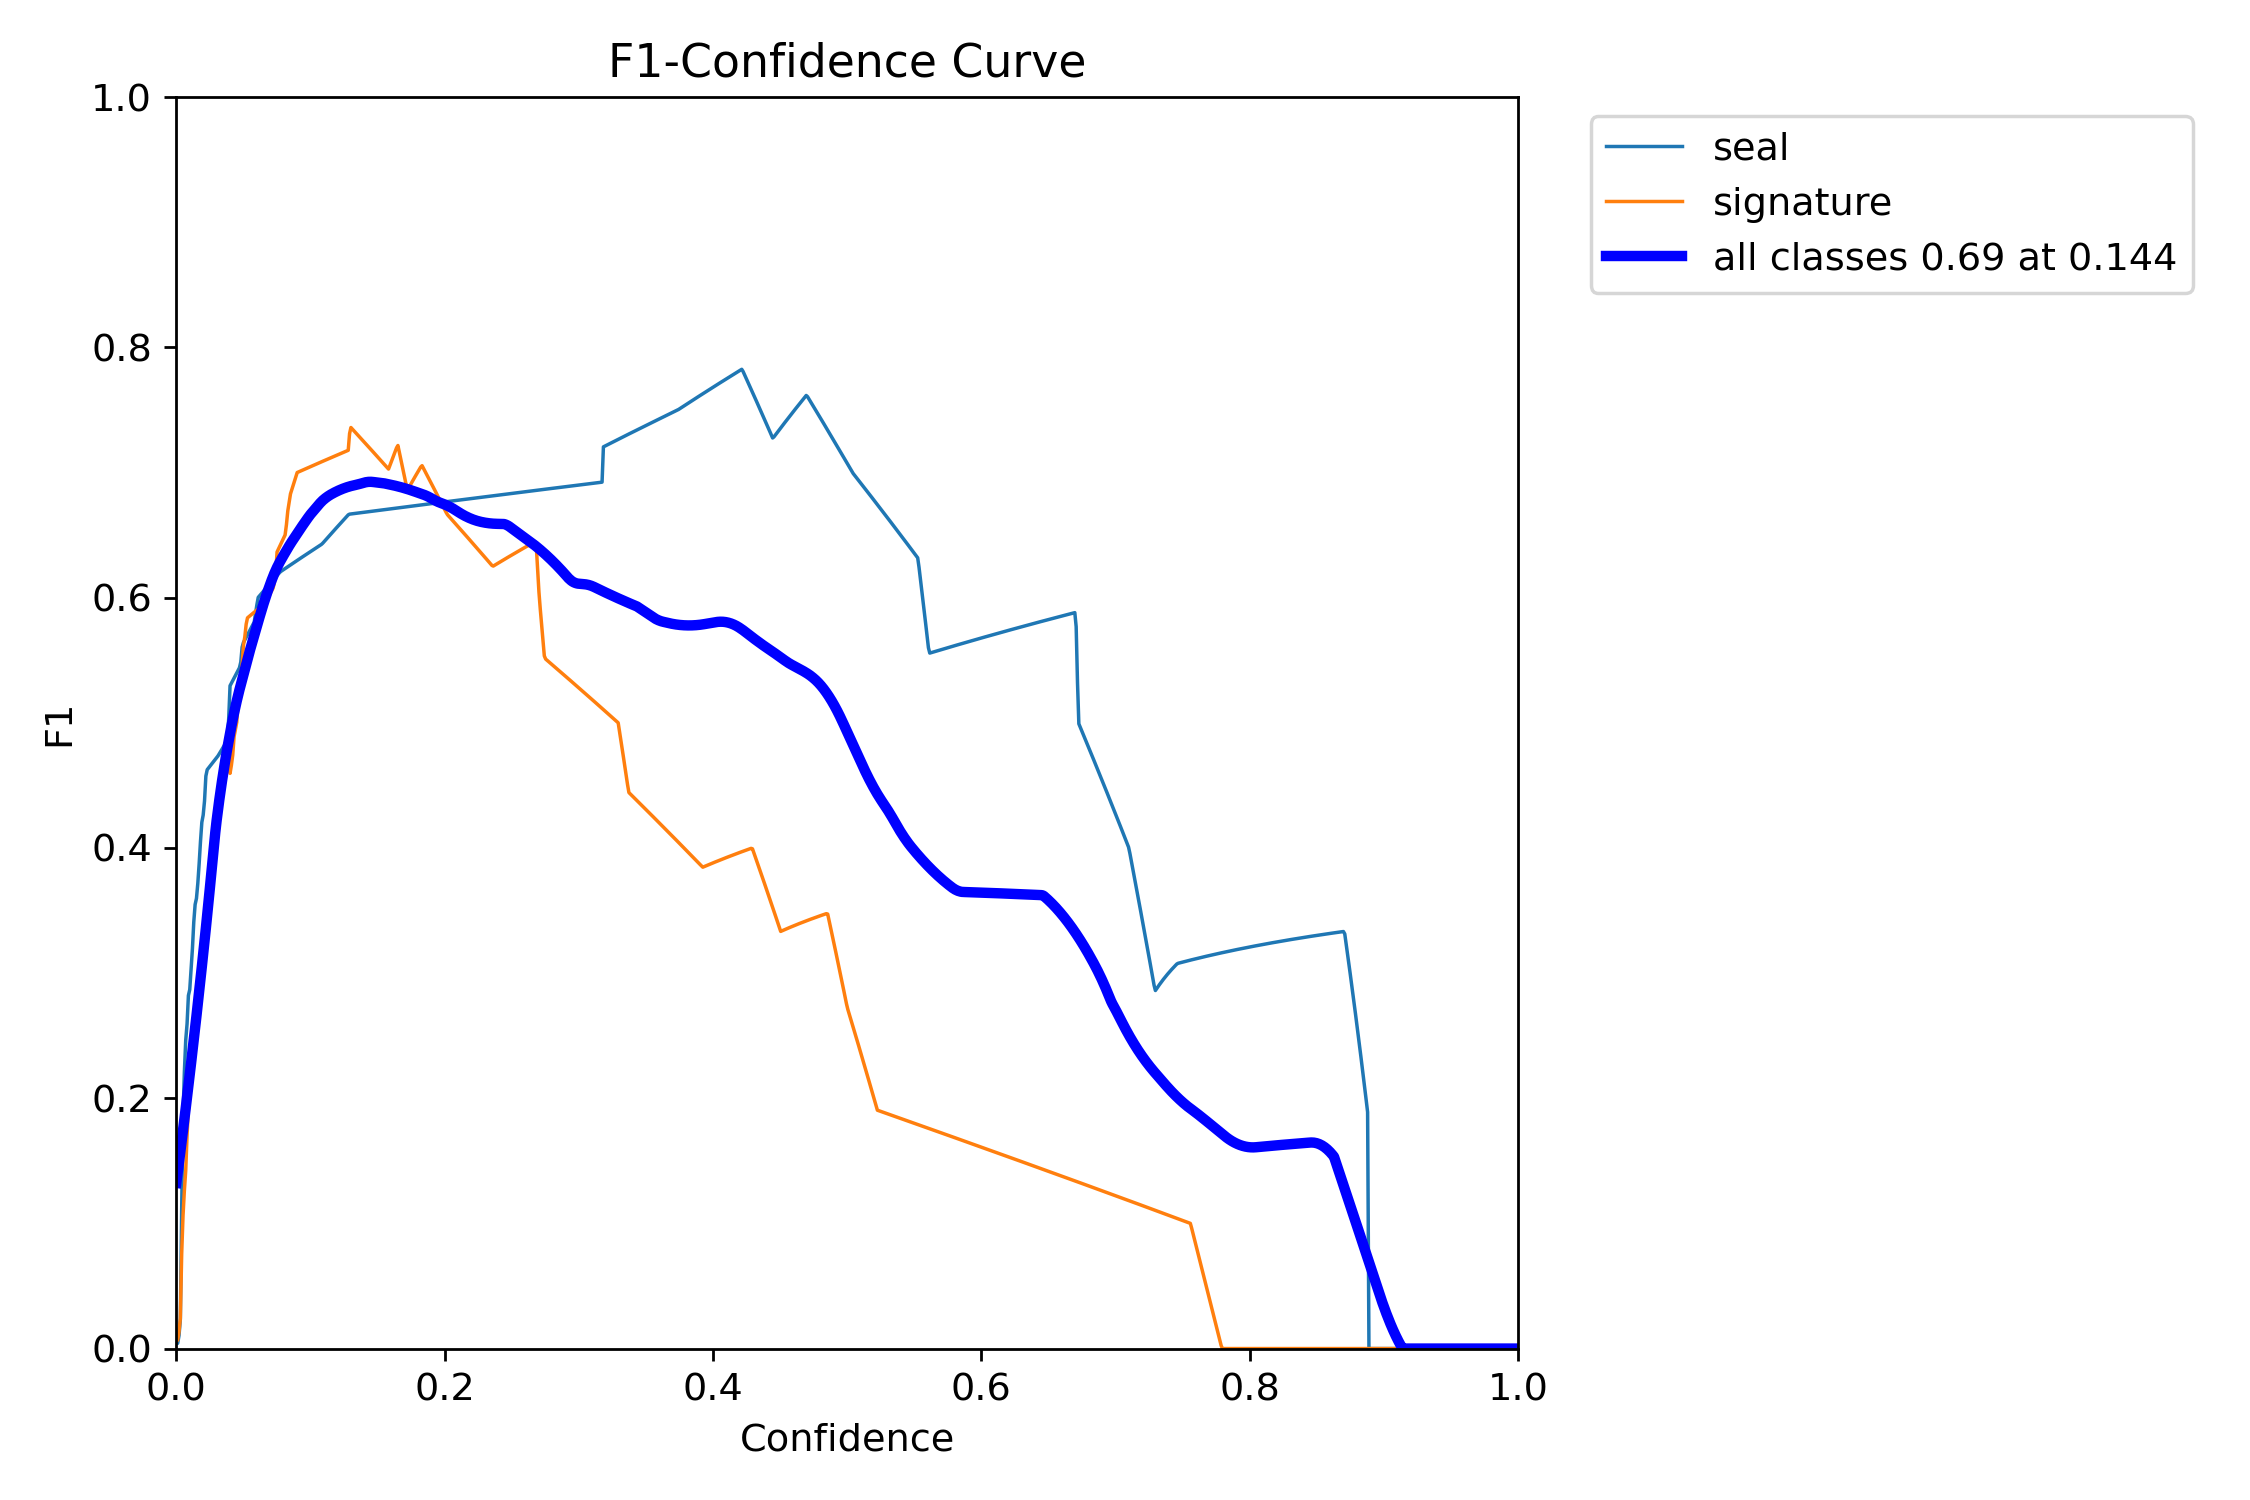 F1-Confidence Curve
1.0
0.8
0.6
0.4
0.2
0.0
F1
0.0 0.2 0.4 0.6 0.8 1.0
Confidence
seal
signature
all classes 0.69 at 0.144